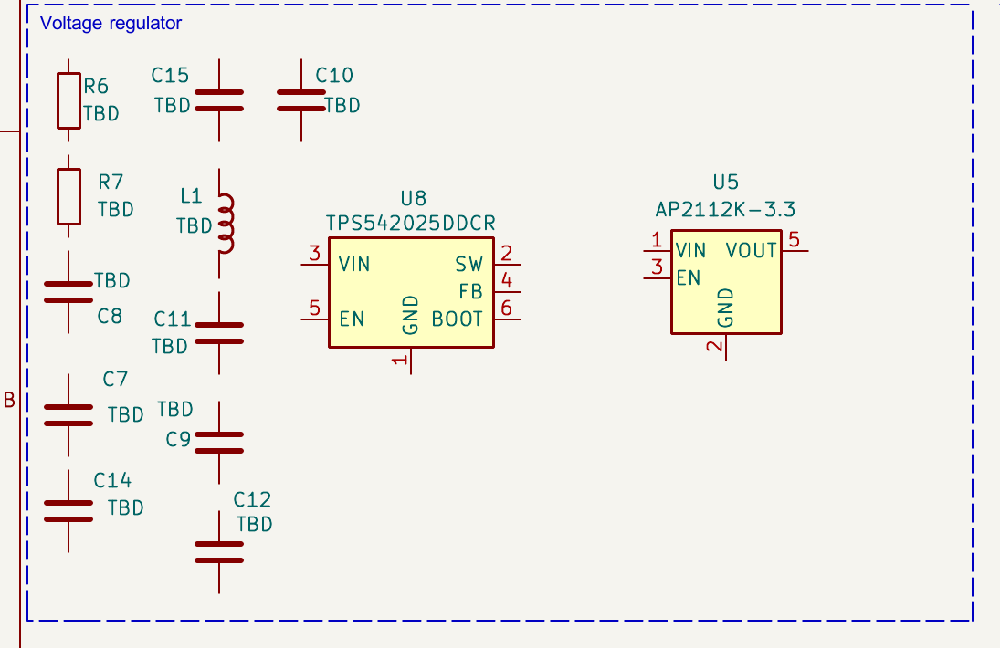 Voltage regulator
R6
TBD
C15
TBD
C10
TBD
R7
TBD
L1
TBD
TBD
C8
C11
TBD
C7
TBD
TBD
C9
C14
TBD
C12
TBD
U8
TPS542025DDCR
3 VIN SW 2
FB 4
5 EN GND BOOT 6
1
U5
AP2112K-3.3
1 VIN VOUT 5
3 EN
GND
2
B